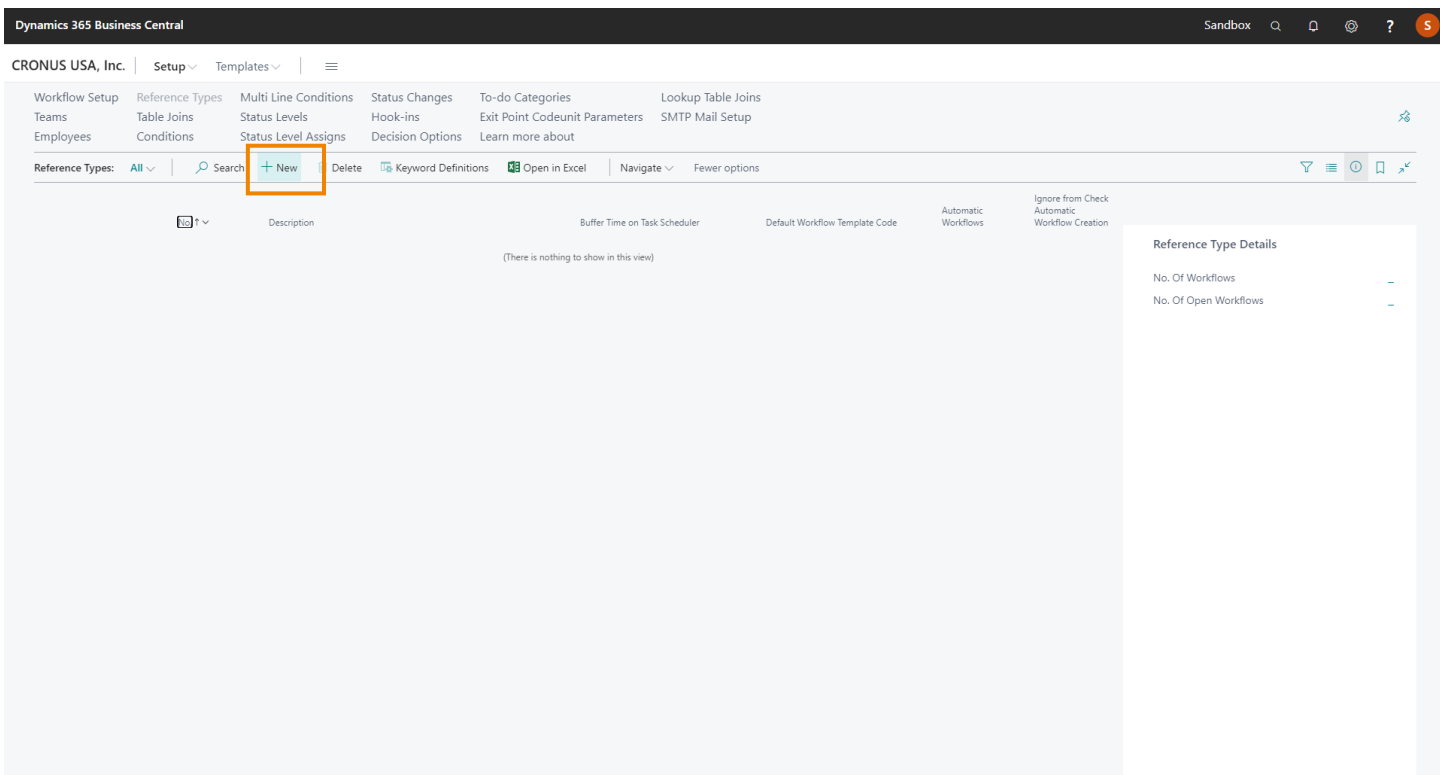 Dynamics 365 Business Central Sandbox ? S
CRONUS USA, Inc. Setup Templates
Workflow Setup Reference Types Multi Line Conditions Status Changes To-do Categories Lookup Table Joins
Teams Table Joins Status Levels Hook-ins Exit Point Codeunit Parameters SMTP Mail Setup
Employees Conditions Status Level Assigns Decision Options Learn more about
Reference Types: All Search + New Delete Keyword Definitions Open in Excel Navigate Fewer options
No. ↑ Description Buffer Time on Task Scheduler Default Workflow Template Code
Automatic
Workflows
Ignore from Check
Automatic
Workflow Creation
(There is nothing to show in this view)
Reference Type Details
No. Of Workflows _
No. Of Open Workflows _